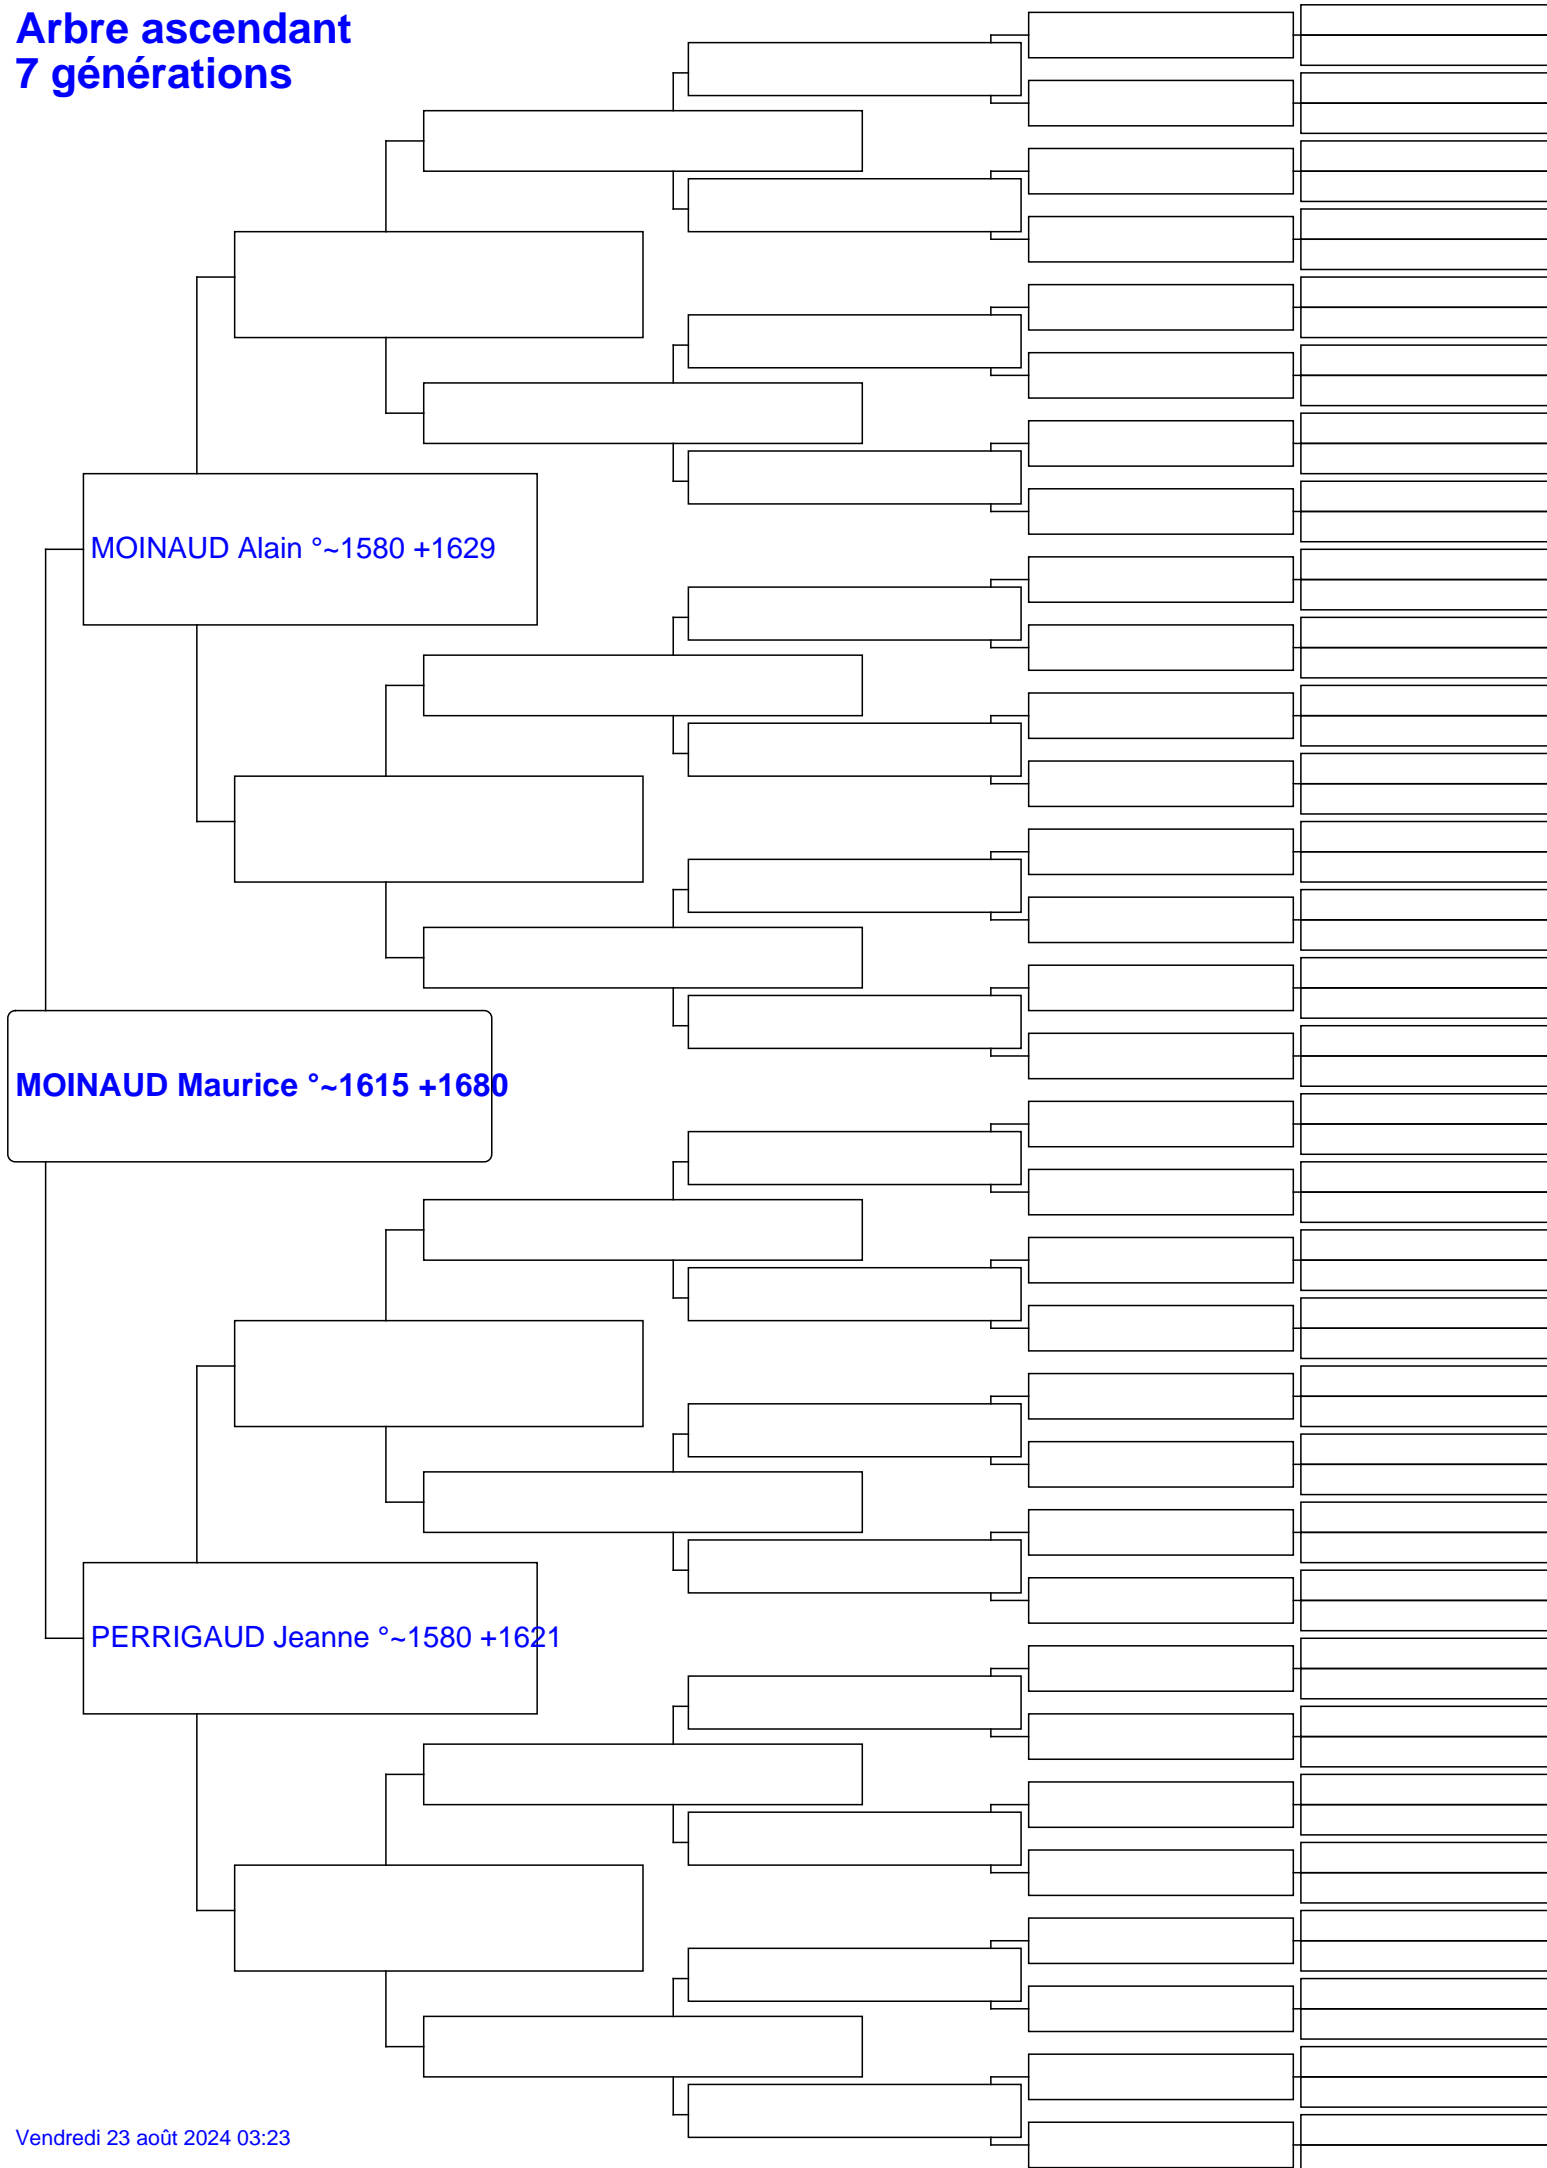 Arbre ascendant
7 générations
MOINAUD Alain °~1580 +1629
MOINAUD Maurice °~1615 +1680
PERRIGAUD Jeanne °~1580 +1621
Vendredi 23 août 2024 03:23